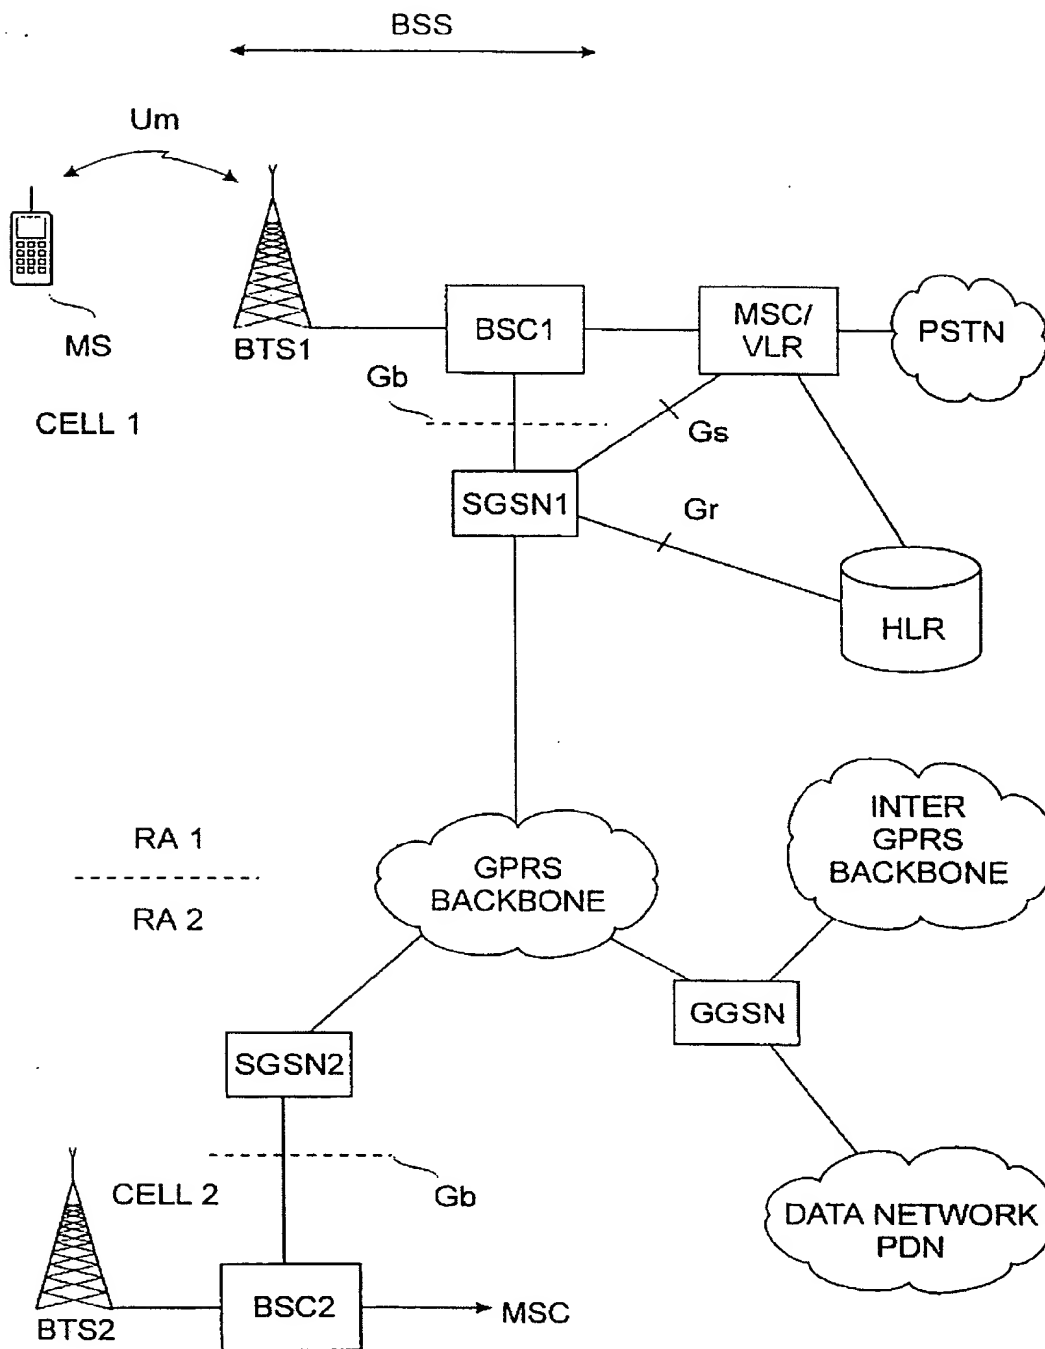 BSS
Um
MS
BTS1
BSC1
MSC/
VLR
PSTN
CELL 1
Gb
Gs
SGSN1
Gr
HLR
RA 1
RA 2
GPRS
BACKBONE
INTER
GPRS
BACKBONE
GGSN
SGSN2
CELL 2
Gb
DATA NETWORK
PDN
BTS2
BSC2
MSC